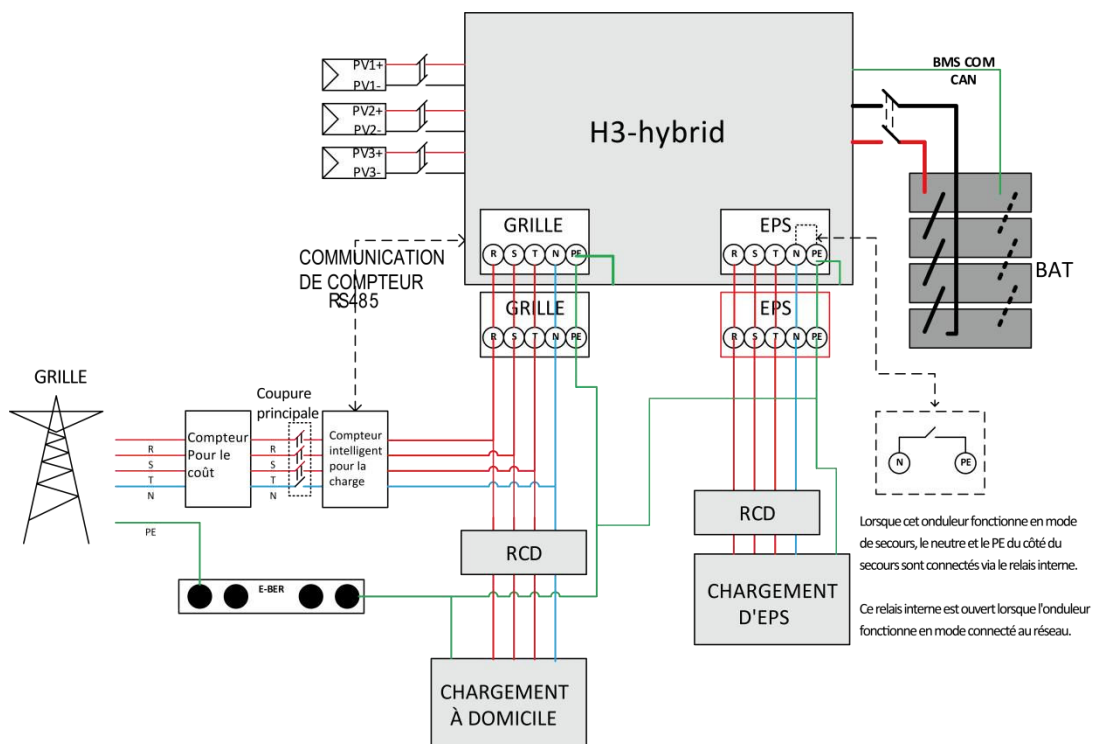 PV1+
PV1-
PV2+
PV2-
PV3+
PV3-
H3-hybrid
BMS COM
CAN
BAT
GRILLE
R S T N PE
EPS
R S T N PE
COMMUNICATION
DE COMPTEUR
RS485
GRILLE
R S T N PE
EPS
R S T N PE
GRILLE
Compteur
Pour le
coût
R
S
T
N
PE
Coupure
principale
R
S
T
N
Compteur
intelligent
pour la
charge
N PE
RCD
RCD
E-BER
CHARGEMENT
D'EPS
CHARGEMENT
À DOMICILE
Lorsque cet onduleur fonctionne en mode
de secours, le neutre et le PE du côté du
secours sont connectés via le relais interne.
Ce relais interne est ouvert lorsque l'onduleur
fonctionne en mode connecté au réseau.